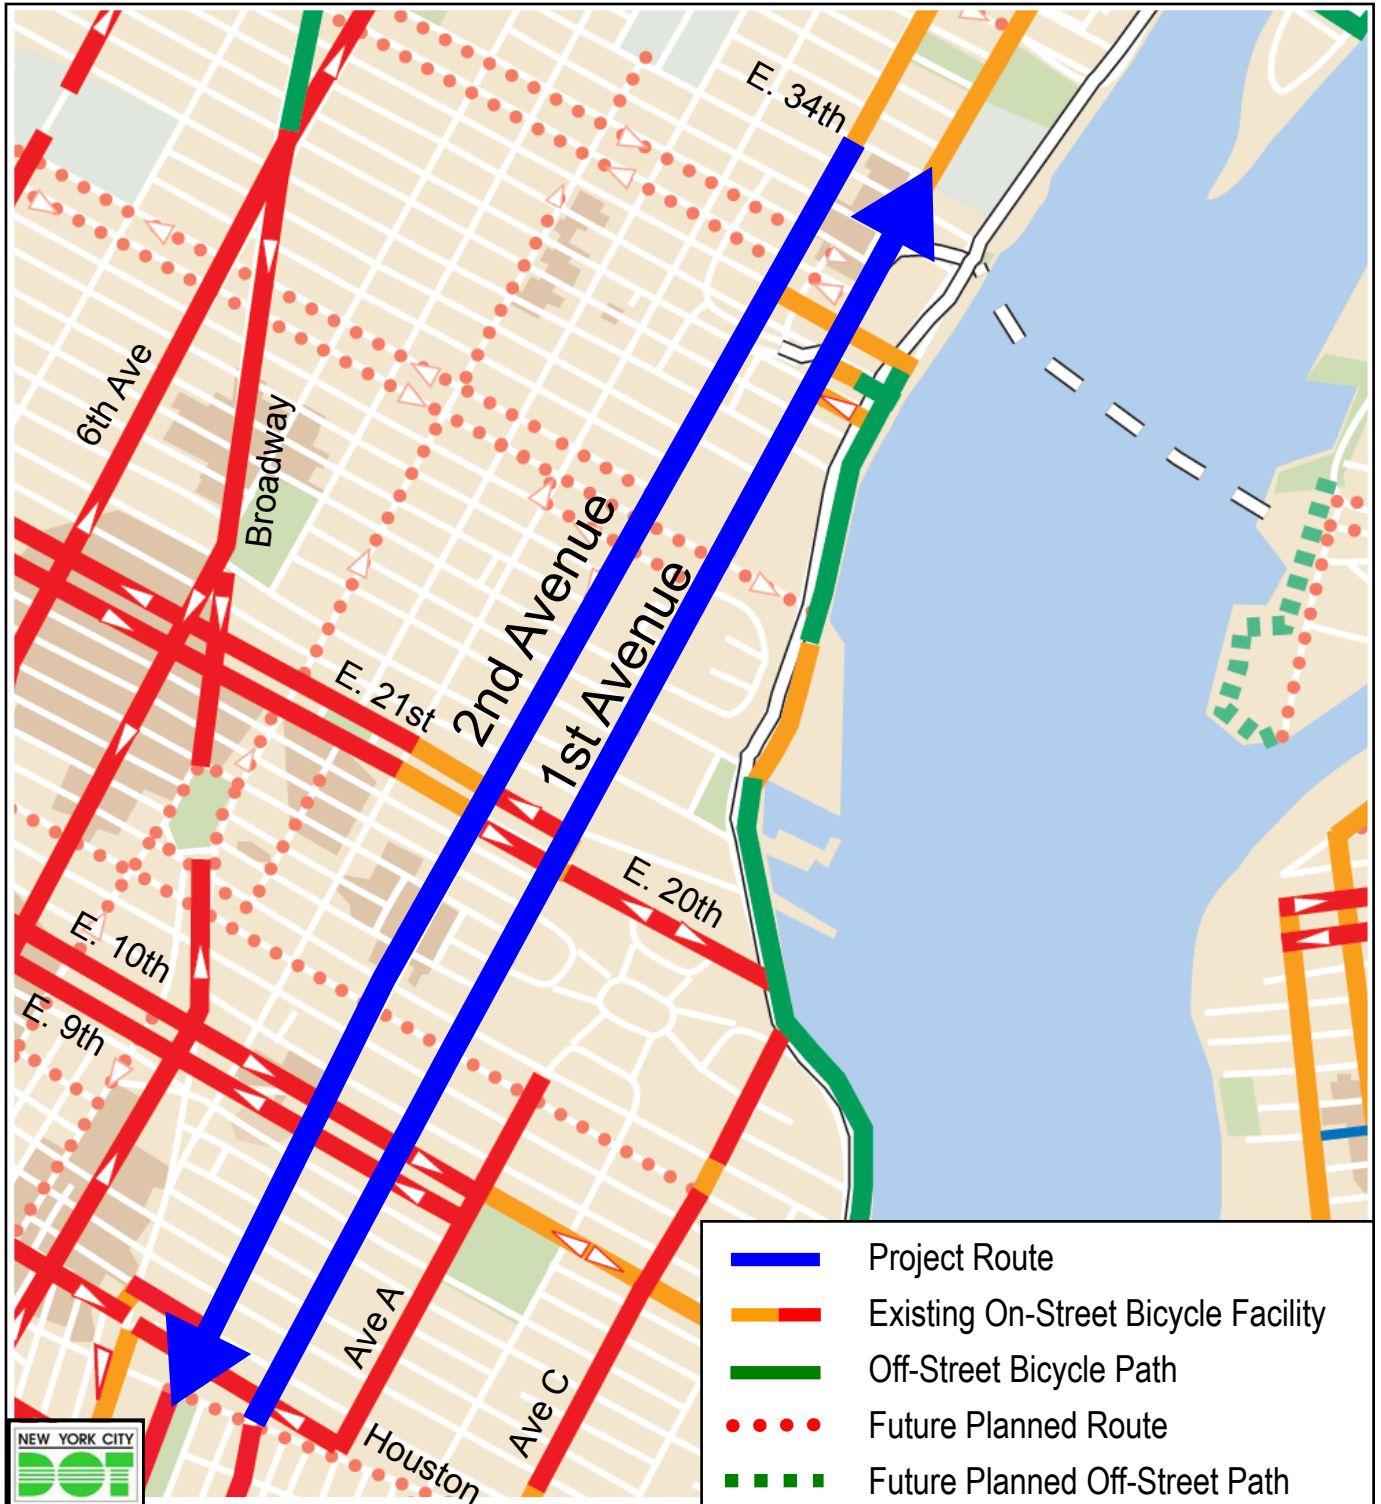 E. 34th
6th Ave
Broadway
2nd Avenue
1st Avenue
E. 21st
E. 20th
E. 10th
E. 9th
Ave A
Ave C
Houston
NEW YORK CITY
DOT
Project Route
Existing On-Street Bicycle Facility
Off-Street Bicycle Path
Future Planned Route
Future Planned Off-Street Path